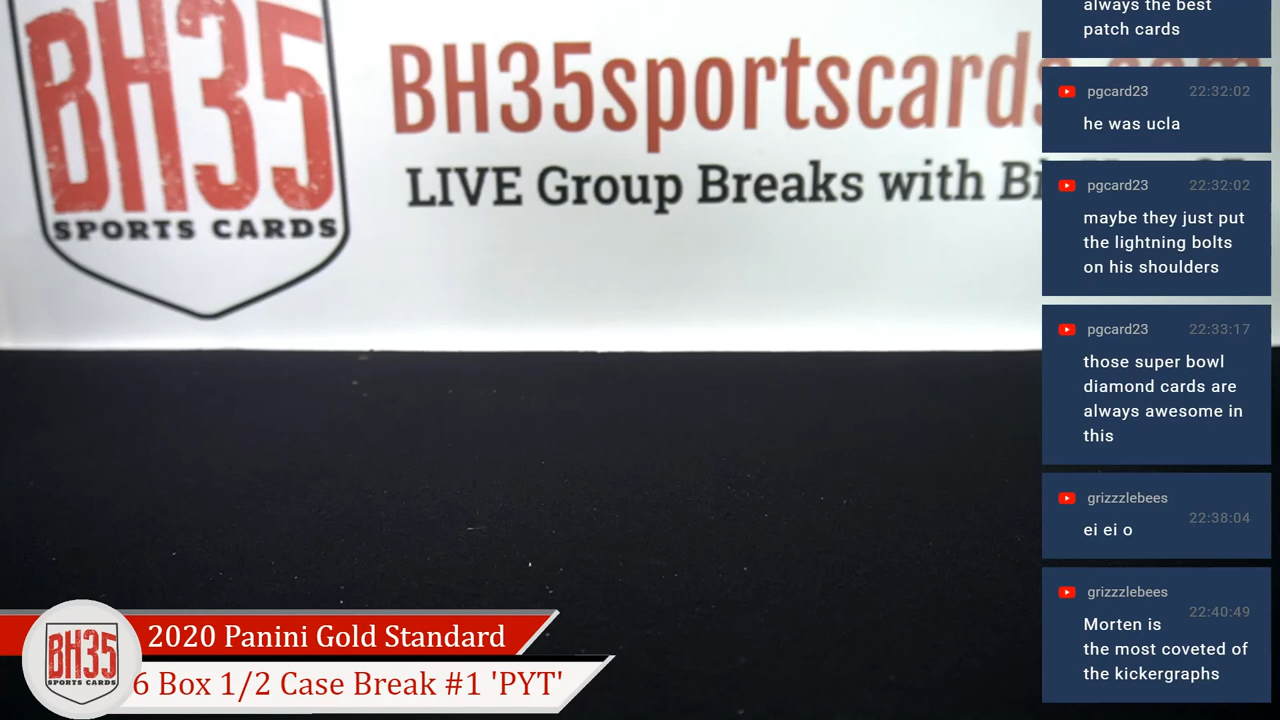 BH35
SPORTS CARDS
BH35sportscards.com
LIVE Group Breaks with
always the best
patch cards
pgcard23 22:32:02
he was ucla
pgcard23 22:32:02
maybe they just put
the lightning bolts
on his shoulders
pgcard23 22:33:17
those super bowl
diamond cards are
always awesome in
this
grizzzlebees
22:38:04
ei ei o
grizzzlebees
22:40:49
Morten is
the most coveted of
the kickergraphs
BH35
SPORTS CARDS
2020 Panini Gold Standard
6 Box 1/2 Case Break #1 'PYT'